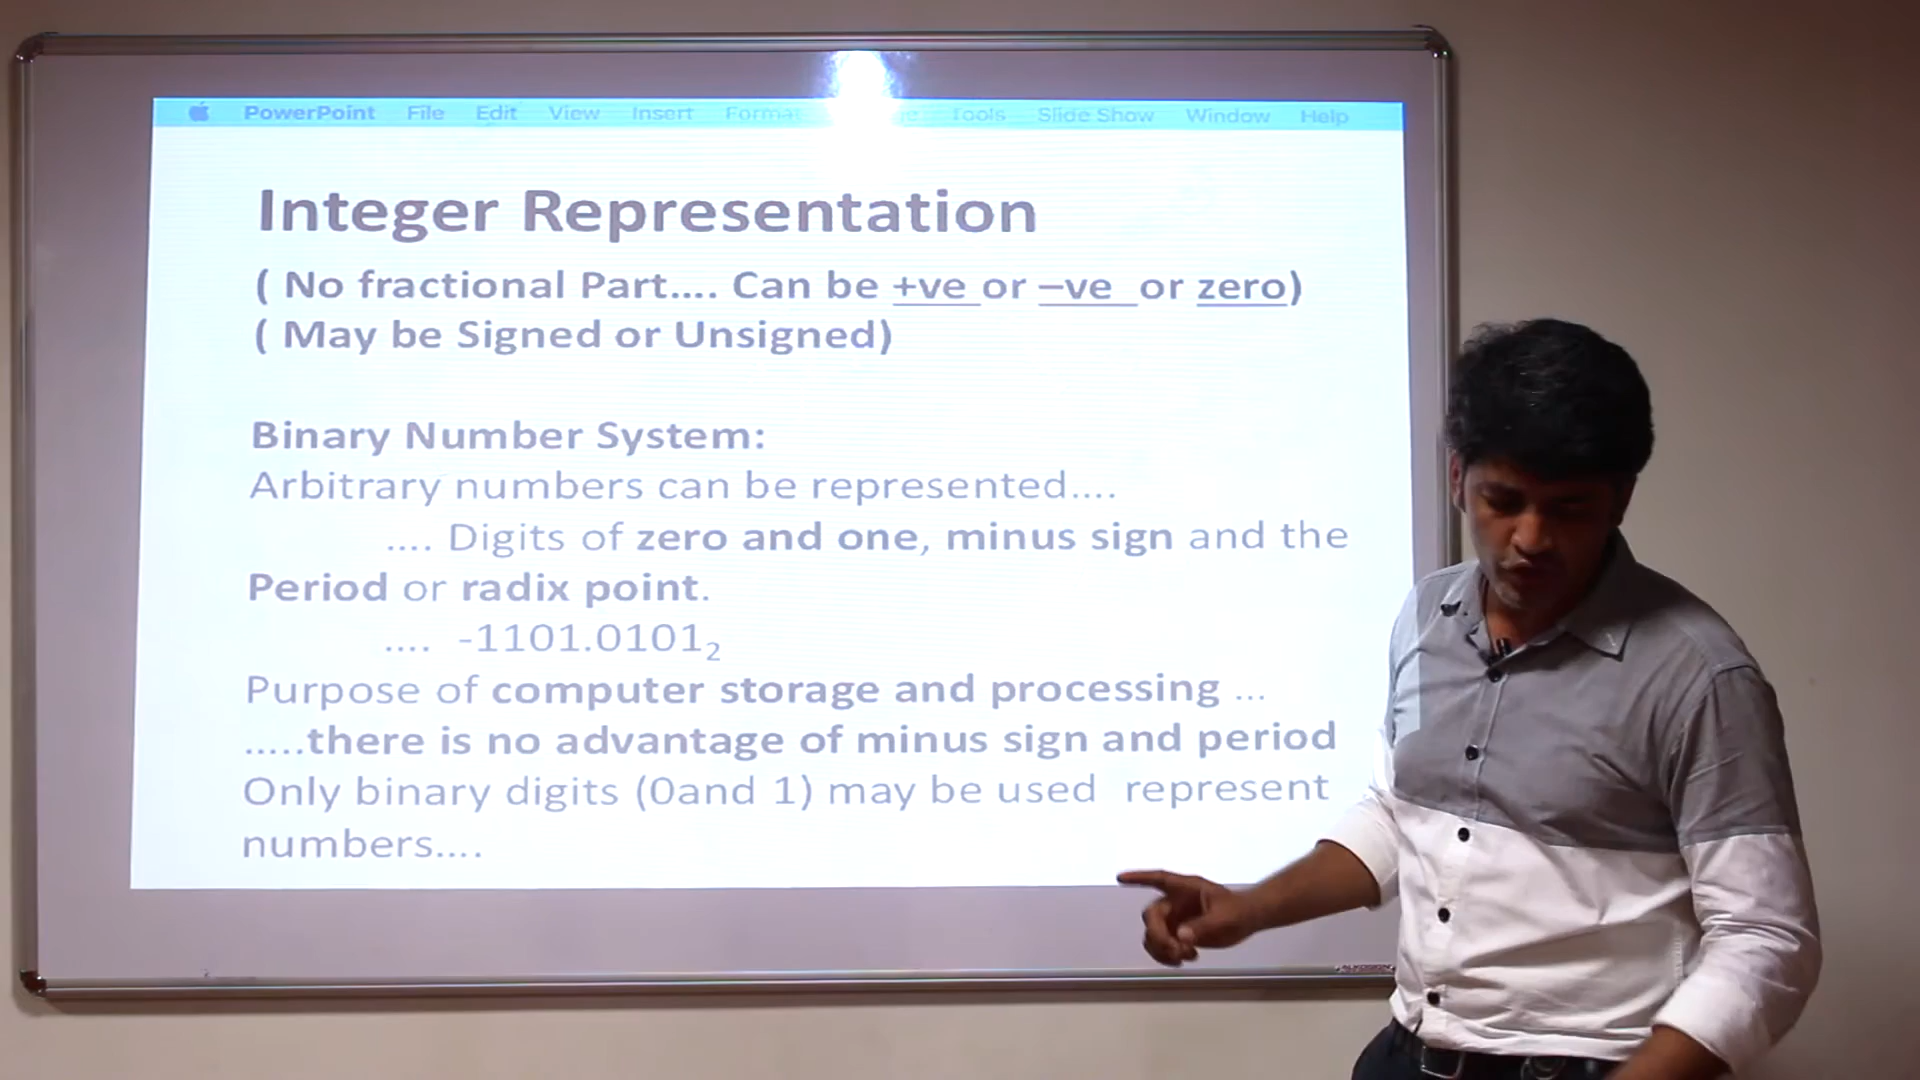 PowerPoint File Edit View Insert Format Tools Slide Show Window Help
Integer Representation
( No fractional Part.... Can be +ve or –ve or zero)
( May be Signed or Unsigned)
Binary Number System:
Arbitrary numbers can be represented....
.... Digits of zero and one, minus sign and the
Period or radix point.
.... -1101.0101₂
Purpose of computer storage and processing ...
.....there is no advantage of minus sign and period
Only binary digits (0and 1) may be used represent
numbers....